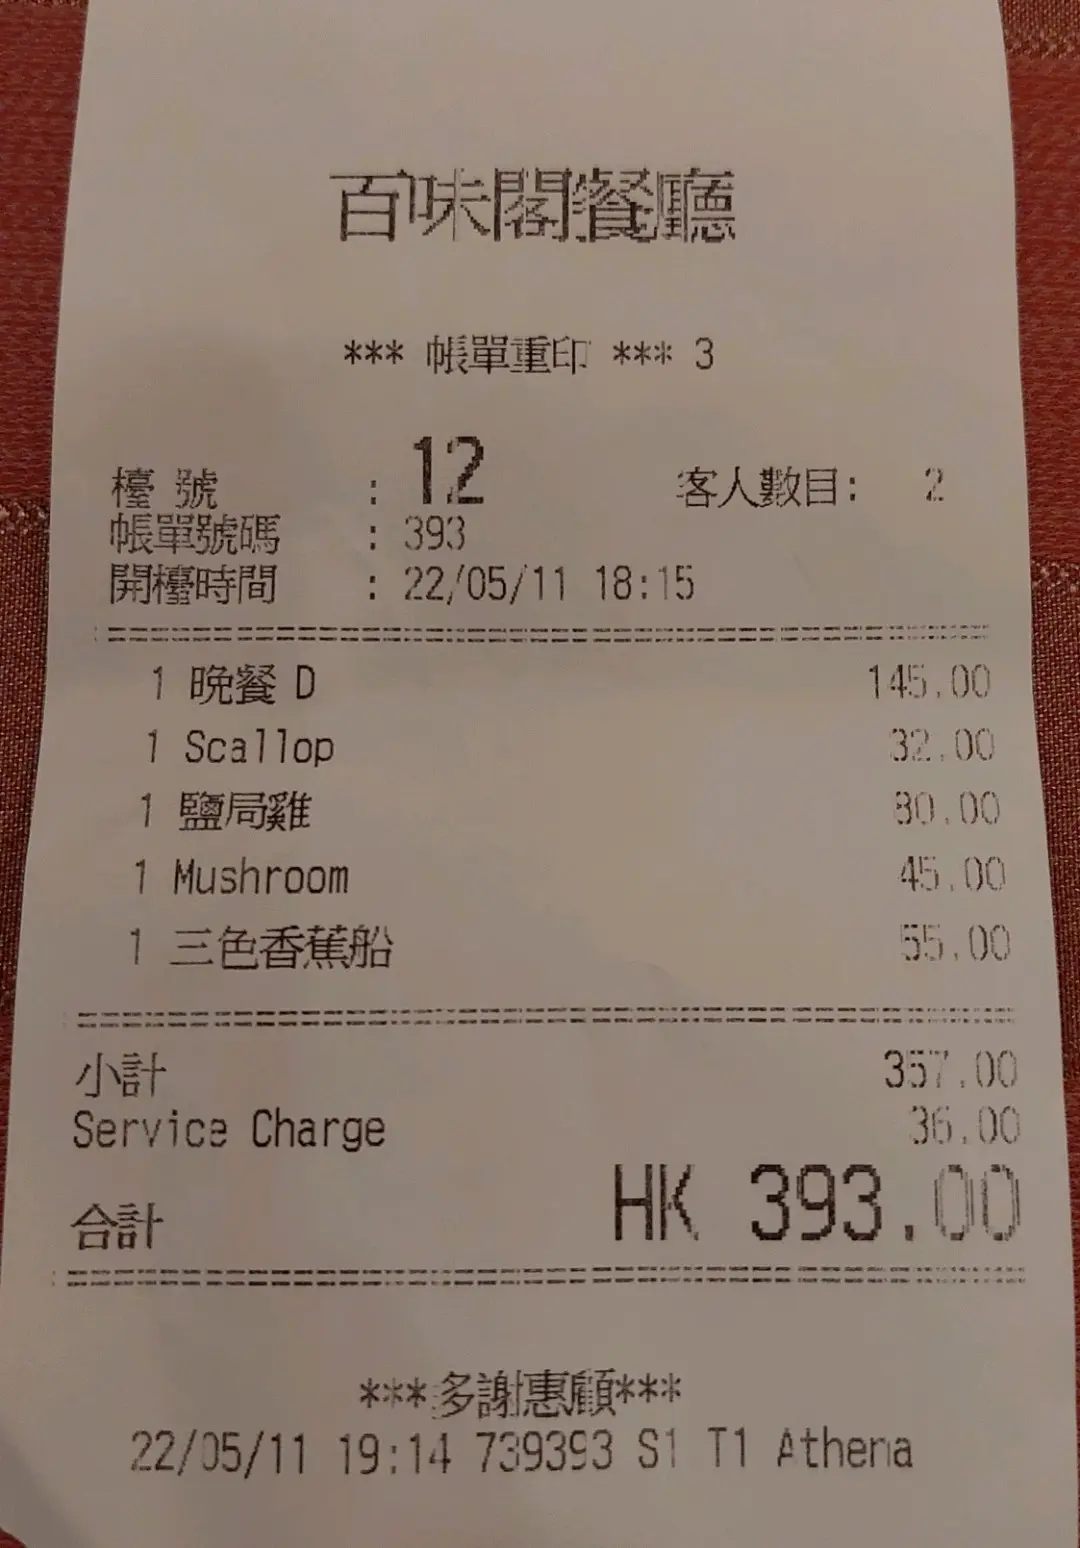 百味閣餐廳
*** 帳單重印 *** 3
檯 號 : 12 客人數目: 2
帳單號碼 : 393
開檯時間 : 22/05/11 18:15
1 晚餐 D 145.00
1 Scallop 32.00
1 鹽局雞 80.00
1 Mushroom 45.00
1 三色香蕉船 55.00
小計 357.00
Service Charge 36.00
合計 HK 393.00
***多謝惠顧***
22/05/11 19:14 739393 S1 T1 Athena